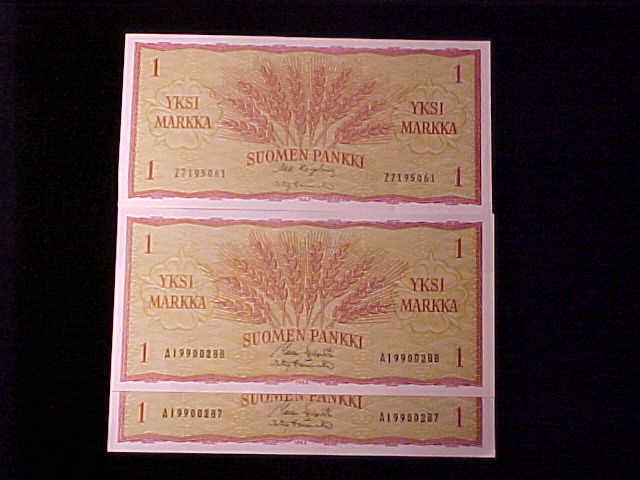 1 1
YKSI MARKKA YKSI MARKKA
SUOMEN PANKKI
1 Z7195061 Z7195061 1
1 1
YKSI MARKKA YKSI MARKKA
SUOMEN PANKKI
1 A19900288 A19900288 1
SUOMEN PANKKI
1 A19900287 A19900287 1